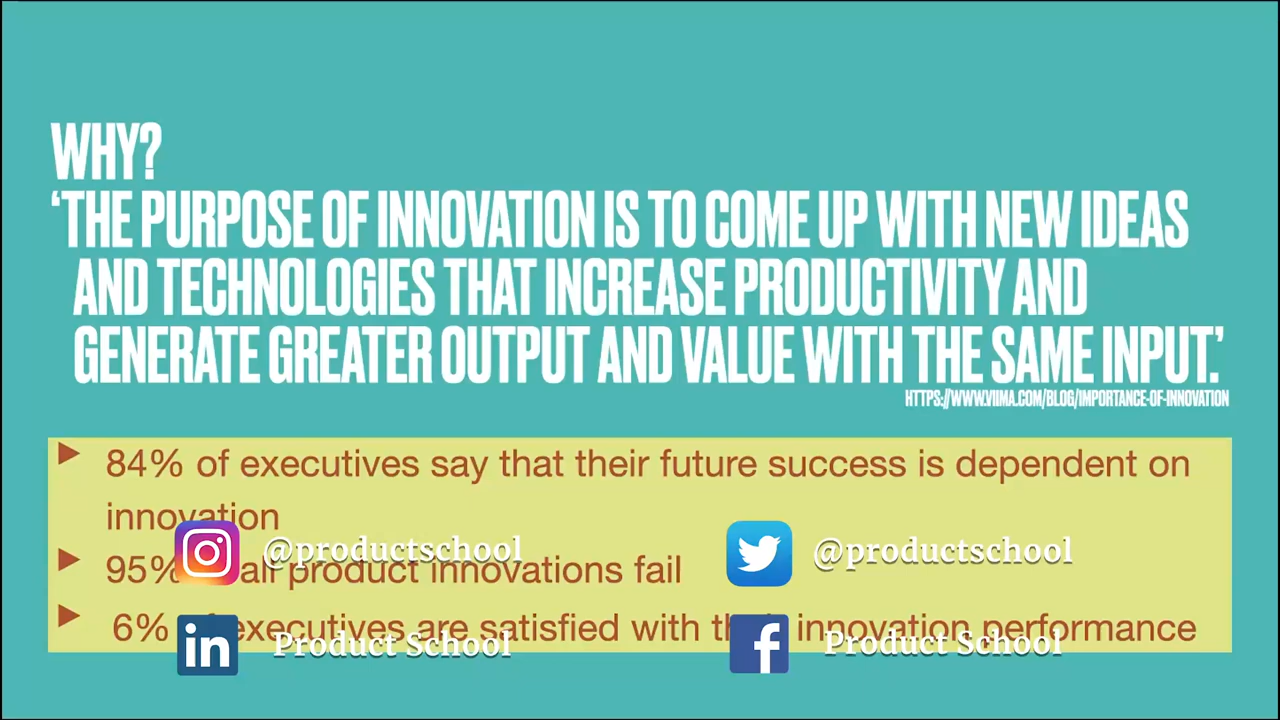 WHY?
‘THE PURPOSE OF INNOVATION IS TO COME UP WITH NEW IDEAS
AND TECHNOLOGIES THAT INCREASE PRODUCTIVITY AND
GENERATE GREATER OUTPUT AND VALUE WITH THE SAME INPUT.’
HTTPS://WWW.VIIMA.COM/BLOG/IMPORTANCE-OF-INNOVATION
84% of executives say that their future success is dependent on
innovation
@productschool @productschool
95% all product innovations fail
6% executives are satisfied with their innovation performance
Product School Product School